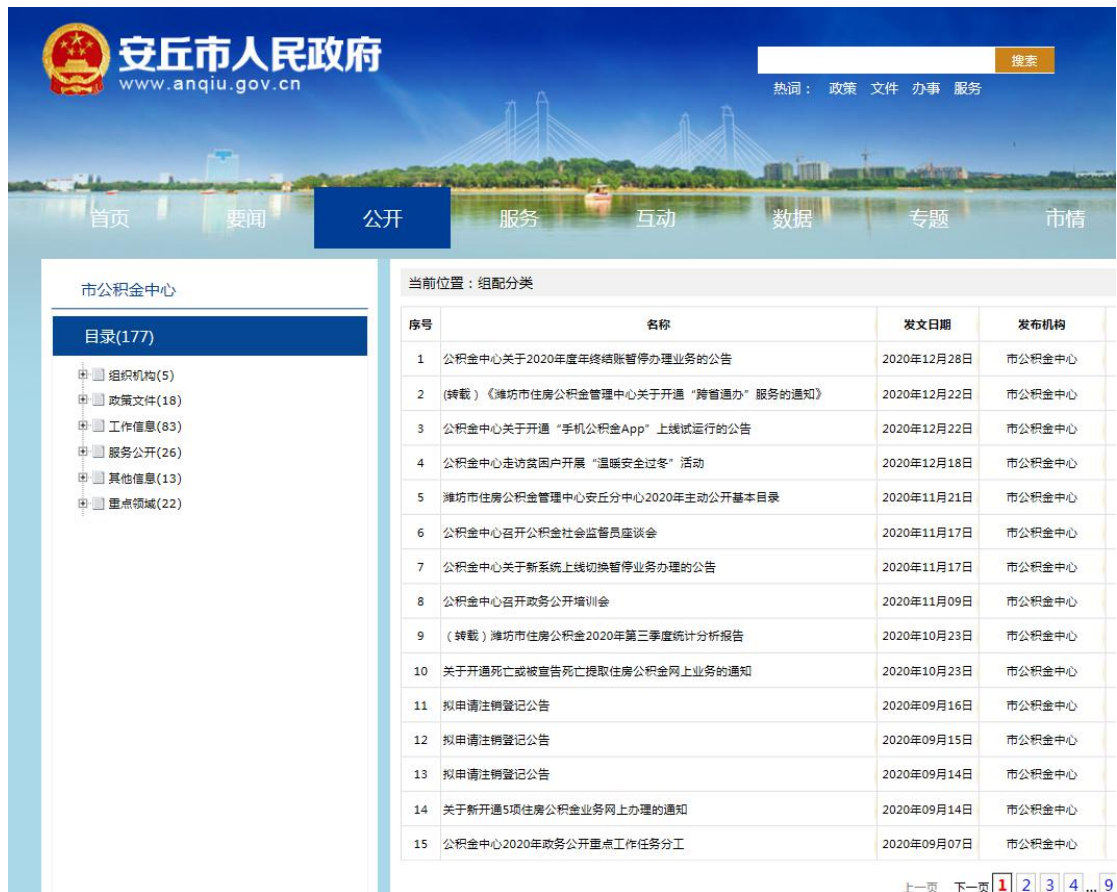 安丘市人民政府
www.anqiu.gov.cn
搜索
热词： 政策 文件 办事 服务
首页 要闻 公开 服务 互动 数据 专题 市情
市公积金中心
目录(177)
组织机构(5)
政策文件(18)
工作信息(83)
服务公开(26)
其他信息(13)
重点领域(22)
当前位置：组配分类
序号 名称 发文日期 发布机构
1 公积金中心关于2020年度年终结账暂停办理业务的公告 2020年12月28日 市公积金中心
2 (转载）《潍坊市住房公积金管理中心关于开通“跨省通办”服务的通知》 2020年12月22日 市公积金中心
3 公积金中心关于开通“手机公积金App”上线试运行的公告 2020年12月22日 市公积金中心
4 公积金中心走访贫困户开展“温暖安全过冬”活动 2020年12月18日 市公积金中心
5 潍坊市住房公积金管理中心安丘分中心2020年主动公开基本目录 2020年11月21日 市公积金中心
6 公积金中心召开公积金社会监督员座谈会 2020年11月17日 市公积金中心
7 公积金中心关于新系统上线切换暂停业务办理的公告 2020年11月17日 市公积金中心
8 公积金中心召开政务公开培训会 2020年11月09日 市公积金中心
9 （转载）潍坊市住房公积金2020年第三季度统计分析报告 2020年10月23日 市公积金中心
10 关于开通死亡或被宣告死亡提取住房公积金网上业务的通知 2020年10月23日 市公积金中心
11 拟申请注销登记公告 2020年09月16日 市公积金中心
12 拟申请注销登记公告 2020年09月15日 市公积金中心
13 拟申请注销登记公告 2020年09月14日 市公积金中心
14 关于新开通5项住房公积金业务网上办理的通知 2020年09月14日 市公积金中心
15 公积金中心2020年政务公开重点工作任务分工 2020年09月07日 市公积金中心
上一页 下一页 1 2 3 4 ... 9